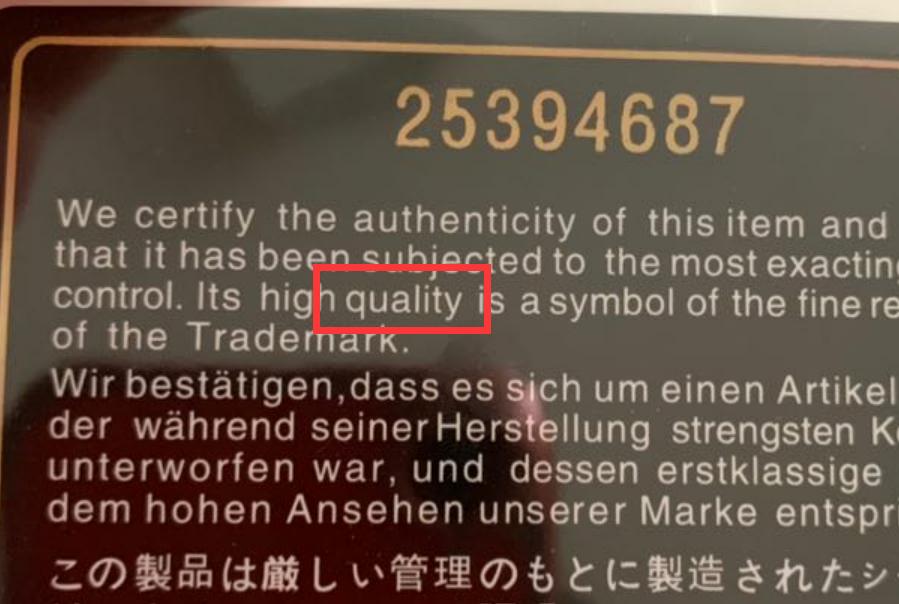 25394687
We certify the authenticity of this item and
that it has been subjected to the most
control. Its high quality is a symbol of the fine
of the Trademark.
Wir bestätigen,dass es sich um einen Artikel
der während seiner Herstellung strengsten
unterworfen war, und dessen erstklassige
dem hohen Ansehen unserer Marke
この製品は厳しい管理のもとに製造された